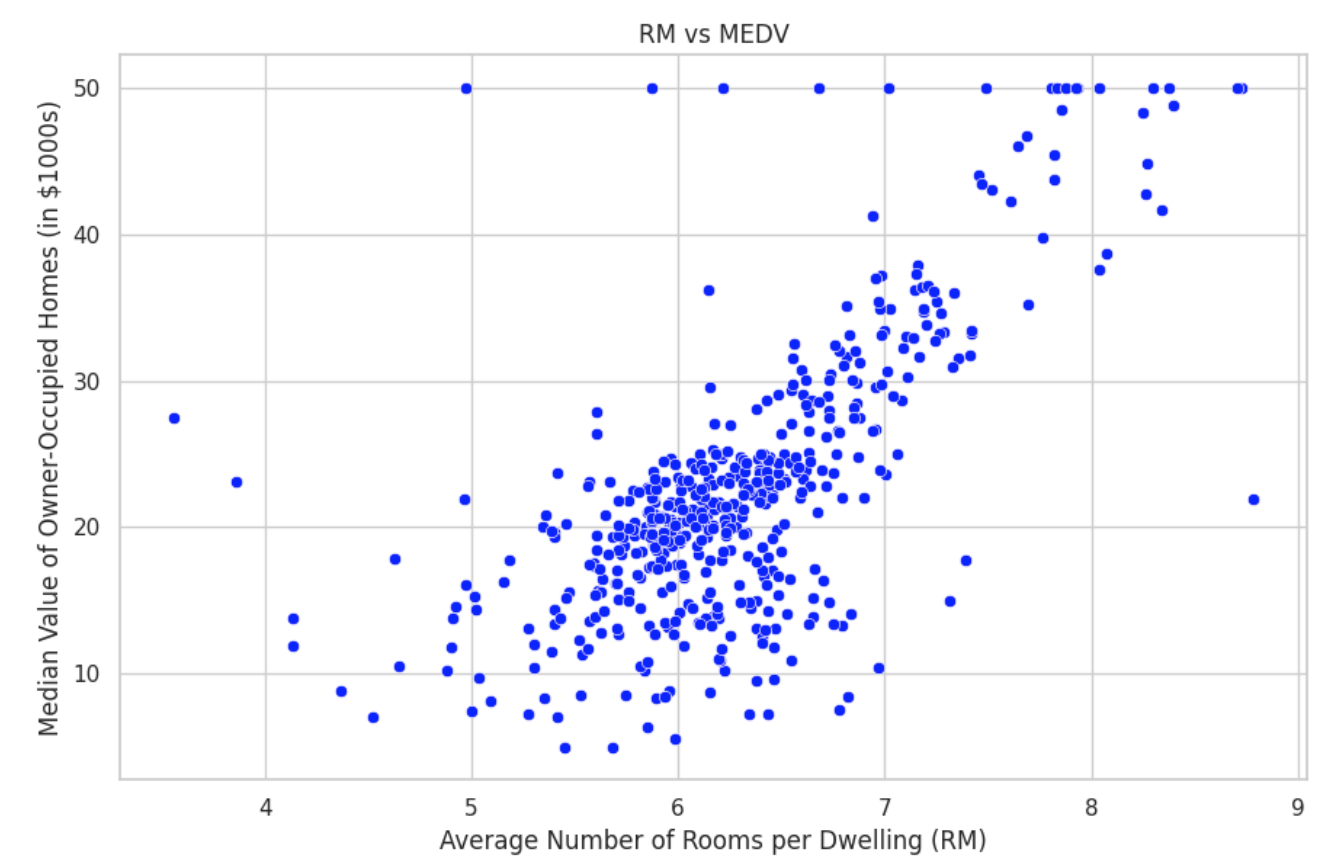 RM vs MEDV
Median Value of Owner-Occupied Homes (in $1000s)
50
40
30
20
10
4 5 6 7 8 9
Average Number of Rooms per Dwelling (RM)